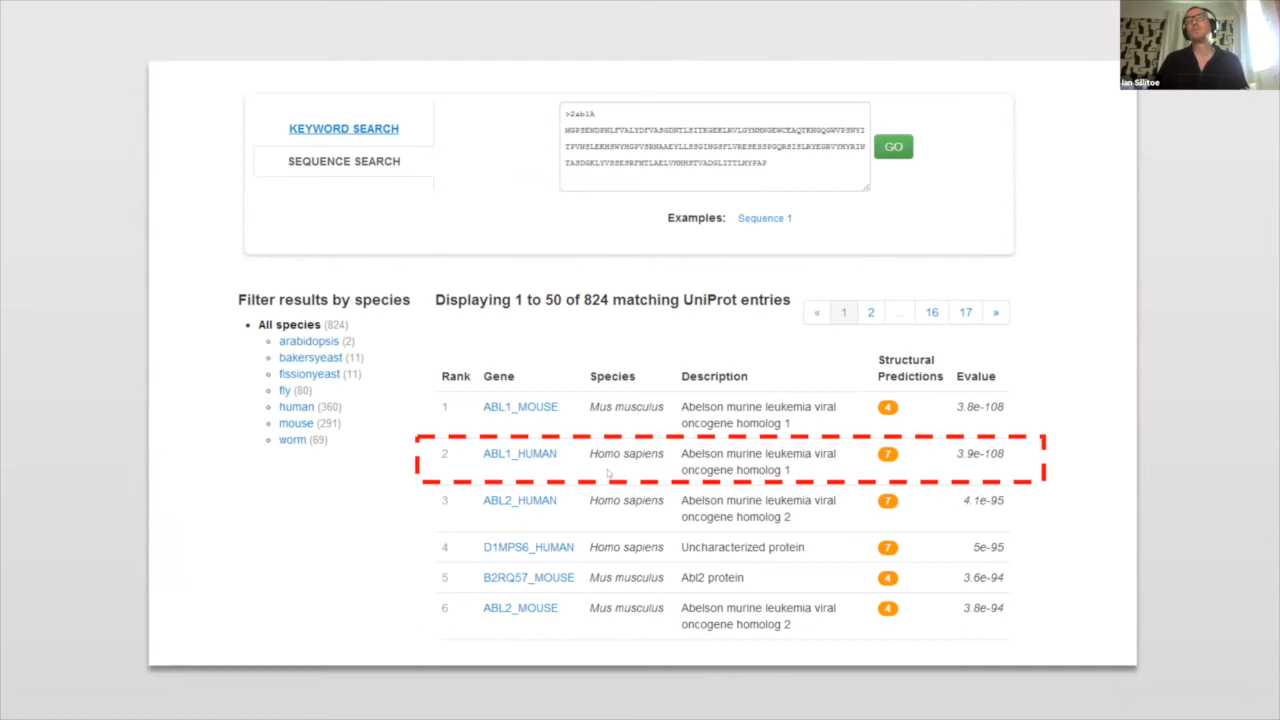 Ian Sillitoe
KEYWORD SEARCH
SEQUENCE SEARCH
>2ab1A
MGPSENDPNLFVALYDFVASGDNTLSITKGEKLRVLGYNHNGEWCEAQTKNGQGWVPSNYI
TPVNSLEKHSWYHGPVSRNAAEYLLSSGINGSFLVRESESSPGQRSISLRYEGRVYHYRIN
TASDGKLYVSSESRFNTLAELVHHHSTVADGLITTLHYPAP
GO
Examples: Sequence 1
Filter results by species
All species (824)
arabidopsis (2)
bakersyeast (11)
fissionyeast (11)
fly (80)
human (360)
mouse (291)
worm (69)
Displaying 1 to 50 of 824 matching UniProt entries
« 1 2 ... 16 17 »
Rank Gene Species Description Structural Predictions Evalue
1 ABL1_MOUSE Mus musculus Abelson murine leukemia viral 4 3.8e-108
oncogene homolog 1
2 ABL1_HUMAN Homo sapiens Abelson murine leukemia viral 7 3.9e-108
oncogene homolog 1
3 ABL2_HUMAN Homo sapiens Abelson murine leukemia viral 7 4.1e-95
oncogene homolog 2
4 D1MPS6_HUMAN Homo sapiens Uncharacterized protein 7 5e-95
5 B2RQ57_MOUSE Mus musculus Abl2 protein 4 3.6e-94
6 ABL2_MOUSE Mus musculus Abelson murine leukemia viral 4 3.8e-94
oncogene homolog 2